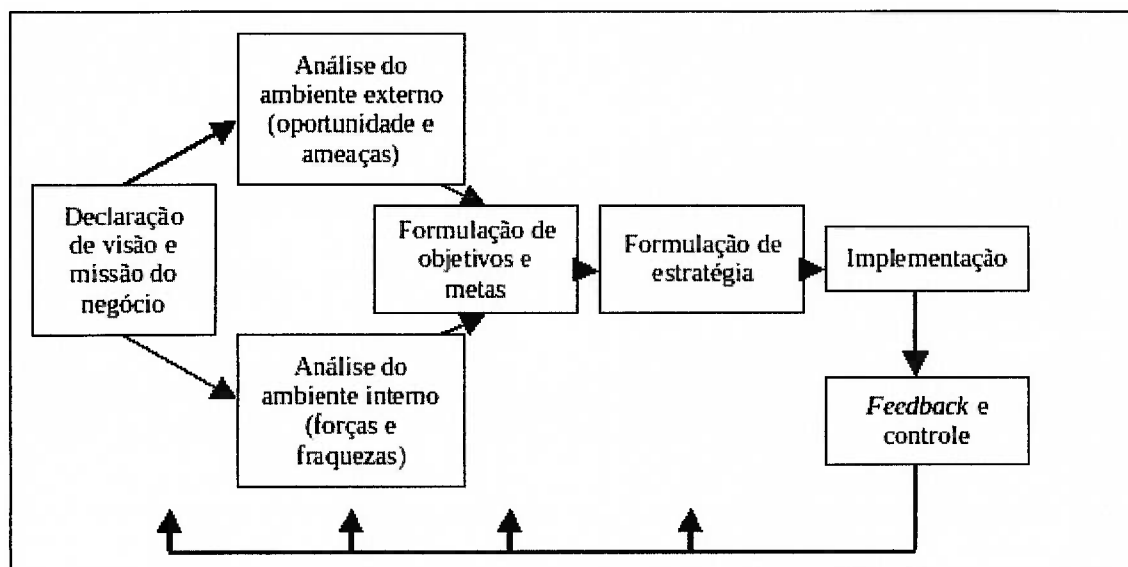 Declaração
de visão e
missão do
negócio
Análise do
ambiente externo
(oportunidade e
ameaças)
Análise do
ambiente interno
(forças e
fraquezas)
Formulação de
objetivos e
metas
Formulação de
estratégia
Implementação
Feedback e
controle